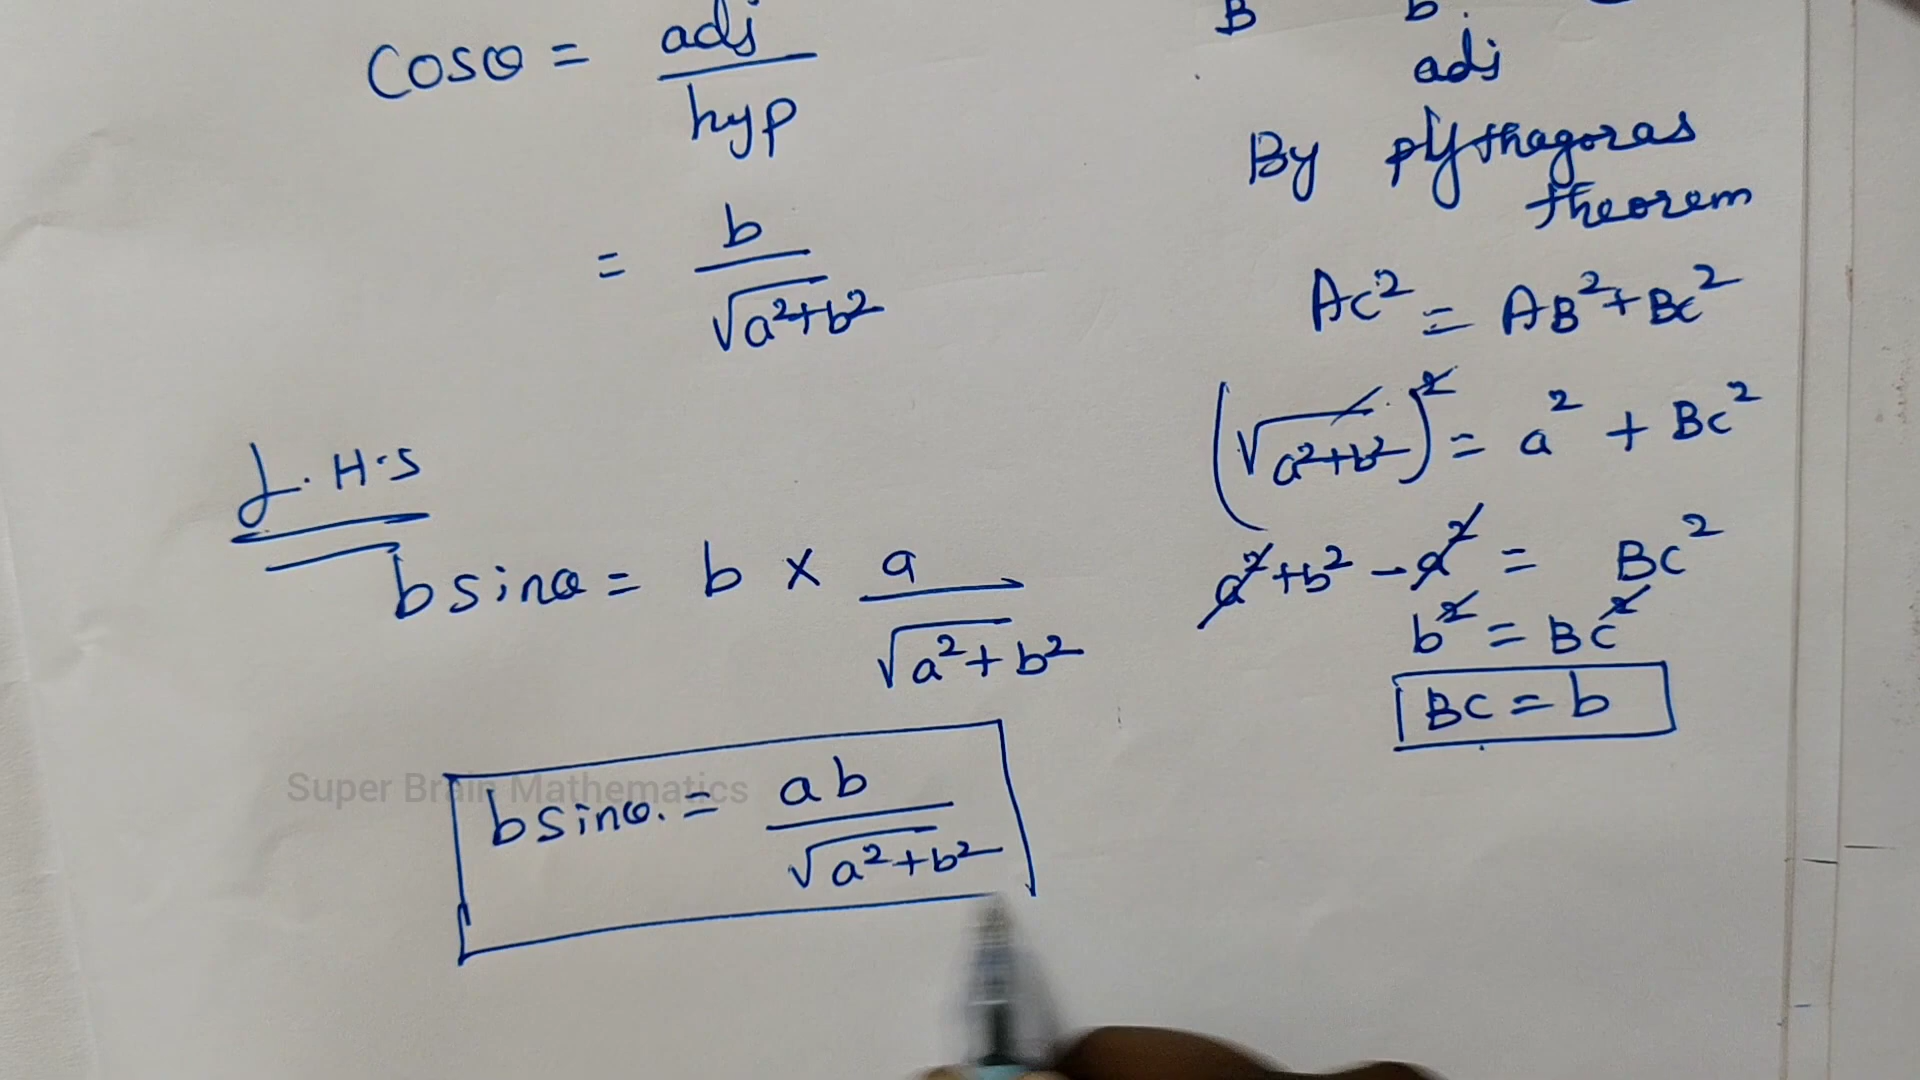 Cosθ = adj / hyp
= b / √a²+b²
L.H.S
bsinθ = b × a / √a²+b²
bsinθ. = ab / √a²+b²
B b.
adj
By pythagoras
theorem
AC² = AB²+BC²
(√a²+b²)² = a² + BC²
a²+b² - a² = BC²
b² = BC²
BC = b
Super Brain Mathematics